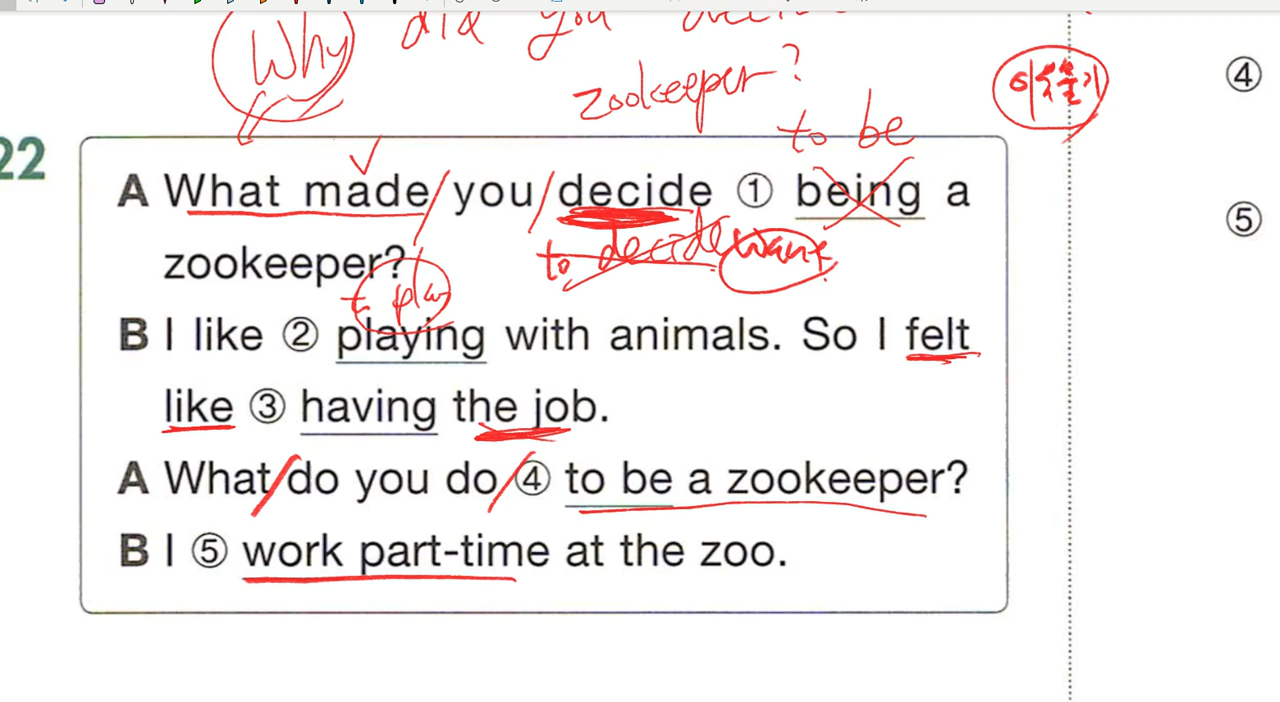 Why did you
zookeeper?
④
to be
22
A What made you decide ① being a
to decide want
zookeeper?
to play
B I like ② playing with animals. So I felt
⑤
like ③ having the job.
A What do you do ④ to be a zookeeper?
B I ⑤ work part-time at the zoo.